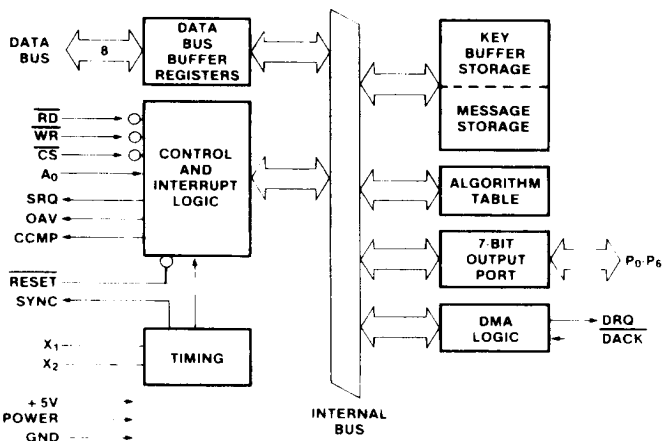 DATA
BUS
8
DATA
BUS
BUFFER
REGISTERS
RD
WR
CS
A0
SRQ
OAV
CCMP
CONTROL
AND
INTERRUPT
LOGIC
RESET
SYNC
X1
X2
TIMING
+5V
POWER
GND
INTERNAL
BUS
KEY
BUFFER
STORAGE
MESSAGE
STORAGE
ALGORITHM
TABLE
7-BIT
OUTPUT
PORT
P0-P6
DMA
LOGIC
DRQ
DACK